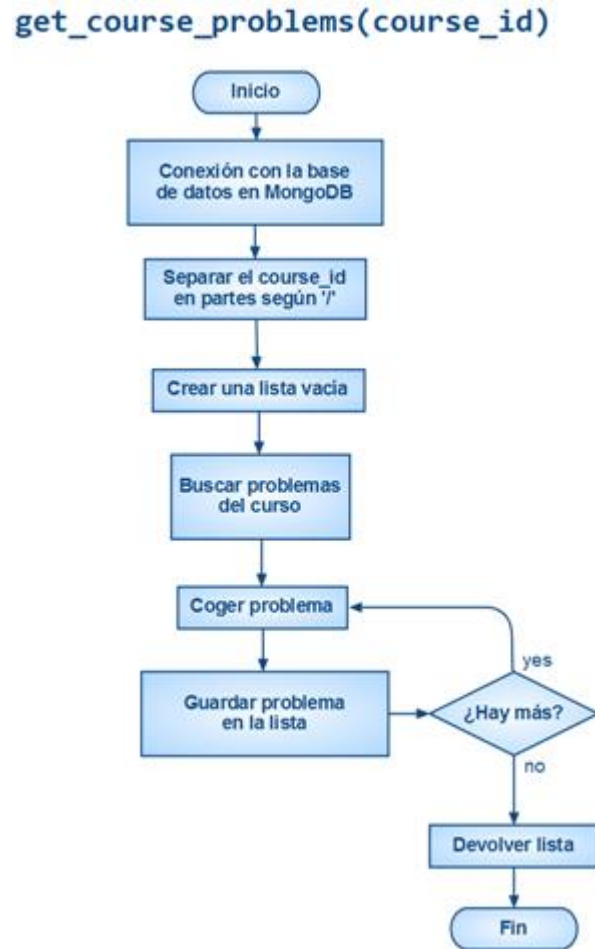 get_course_problems(course_id)
Inicio
Conexión con la base
de datos en MongoDB
Separar el course_id
en partes según '/'
Crear una lista vacía
Buscar problemas
del curso
Coger problema
yes
Guardar problema
en la lista
¿Hay más?
no
Devolver lista
Fin